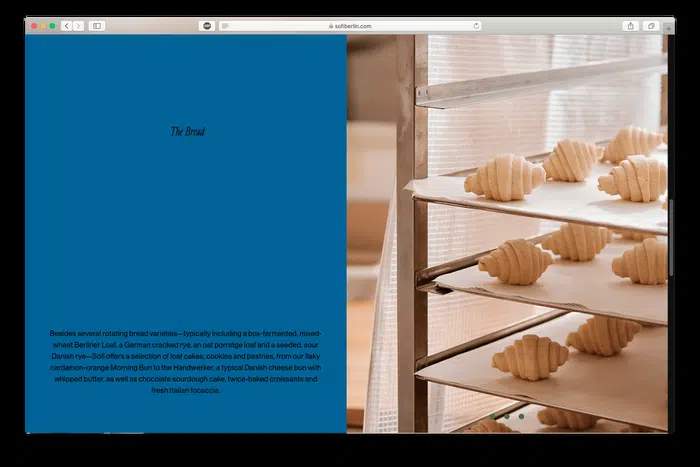 sofiberlin.com
The Bread
Besides several rotating bread varieties—typically including a box-fermented, mixed-
wheat Berliner Loaf, a German cracked rye, an oat porridge loaf and a seeded, sour
Danish rye—Sofi offers a selection of loaf cakes, cookies and pastries, from our flaky
cardamon-orange Morning Bun to the Handwerker, a typical Danish cheese bun with
whipped butter, as well as chocolate sourdough cake, twice-baked croissants and
fresh Italian focaccia.